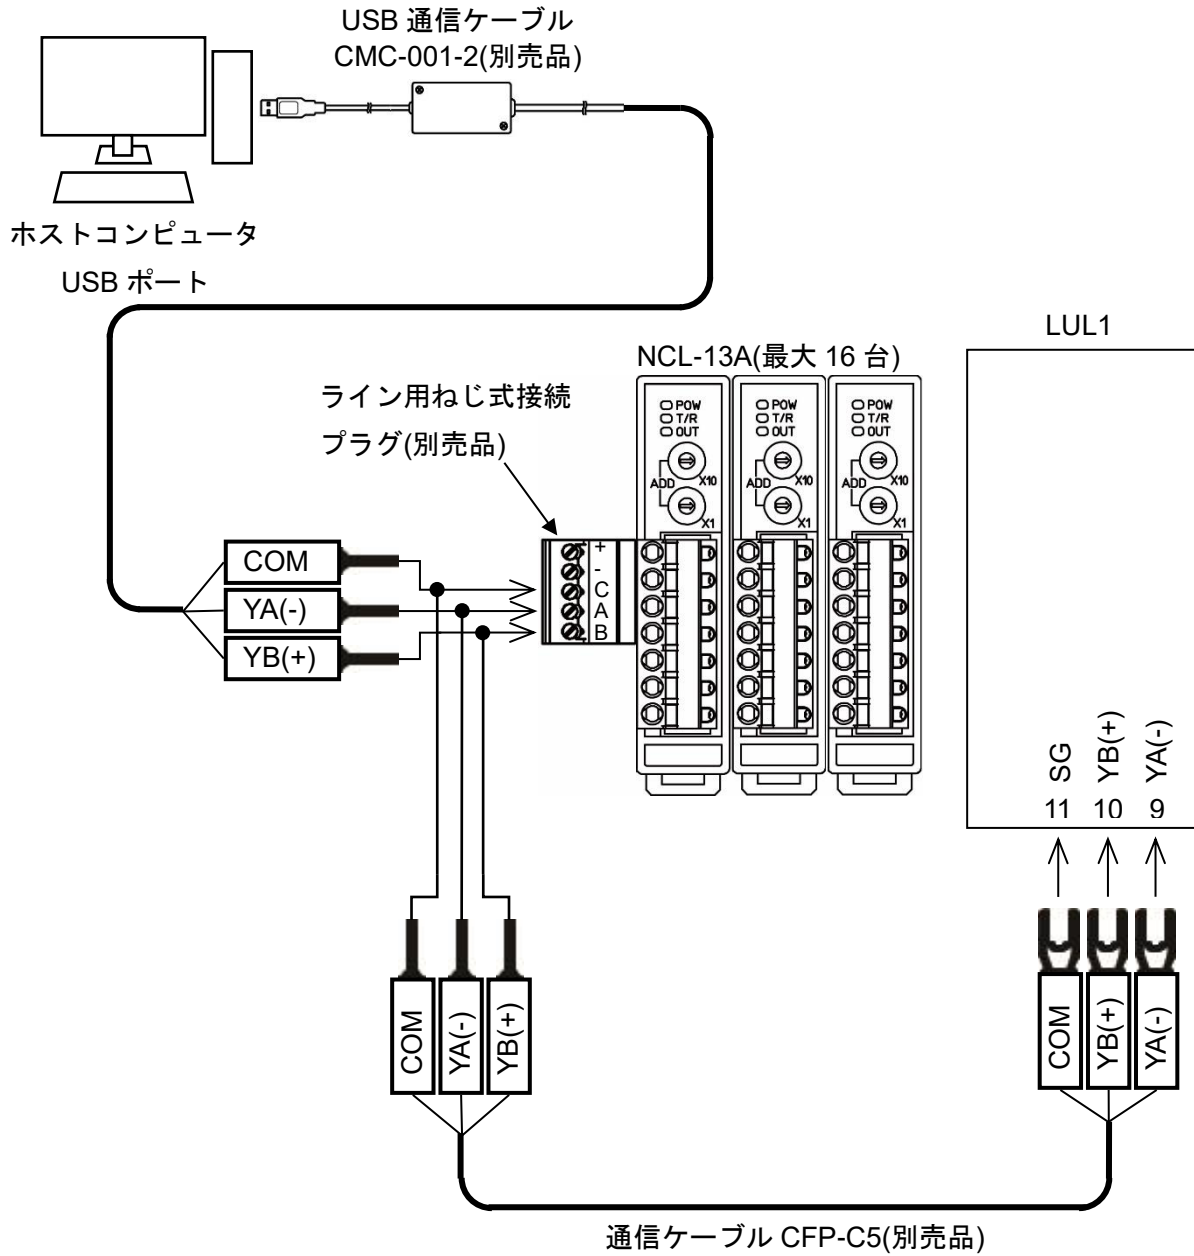 USB 通信ケーブル
CMC-001-2(別売品)
ホストコンピュータ
USB ポート
LUL1
NCL-13A(最大 16 台)
ライン用ねじ式接続
プラグ(別売品)
POW
T/R
OUT
ADD
X10
X1
POW
T/R
OUT
ADD
X10
X1
POW
T/R
OUT
ADD
X10
X1
+
-
C
A
B
COM
YA(-)
YB(+)
SG
YB(+)
YA(-)
11
10
9
COM
YA(-)
YB(+)
COM
YB(+)
YA(-)
通信ケーブル CFP-C5(別売品)